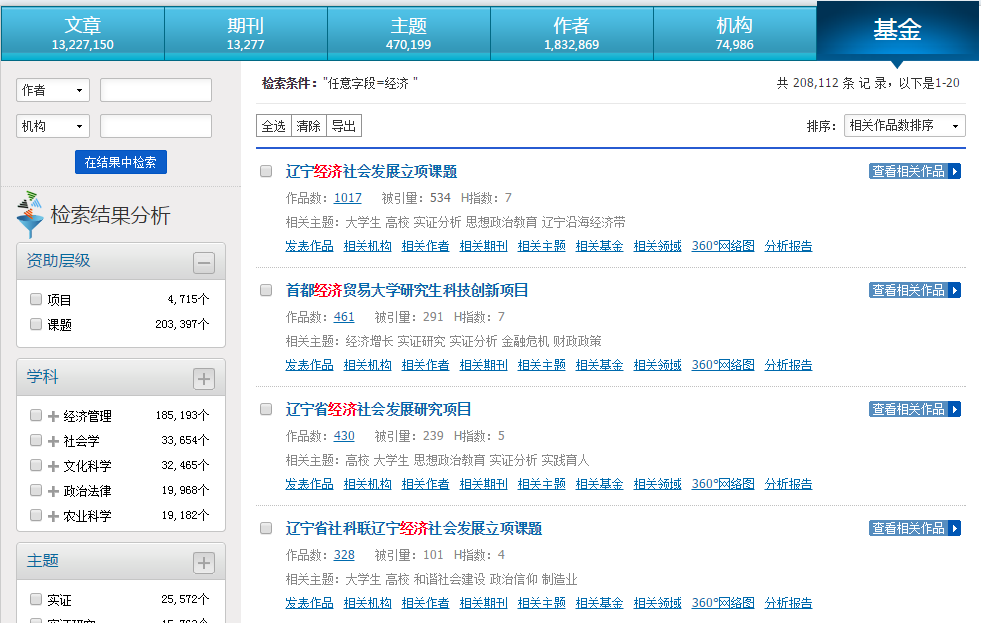 文章 期刊 主题 作者 机构 基金
13,227,150 13,277 470,199 1,832,869 74,986
作者
机构
在结果中检索
检索结果分析
资助层级
项目 4,715个
课题 203,397个
学科
经济管理 185,193个
社会学 33,654个
文化科学 32,465个
政治法律 19,968个
农业科学 19,182个
主题
实证 25,572个
检索条件："任意字段=经济 "
共 208,112 条 记 录，以下是1-20
全选 清除 导出
排序： 相关作品数排序
辽宁经济社会发展立项课题 查看相关作品
作品数：1017 被引量：534 H指数：7
相关主题：大学生 高校 实证分析 思想政治教育 辽宁沿海经济带
发表作品 相关机构 相关作者 相关期刊 相关主题 相关基金 相关领域 360°网络图 分析报告
首都经济贸易大学研究生科技创新项目 查看相关作品
作品数：461 被引量：291 H指数：7
相关主题：经济增长 实证研究 实证分析 金融危机 财政政策
发表作品 相关机构 相关作者 相关期刊 相关主题 相关基金 相关领域 360°网络图 分析报告
辽宁省经济社会发展研究项目 查看相关作品
作品数：430 被引量：239 H指数：5
相关主题：高校 大学生 思想政治教育 实证分析 实践育人
发表作品 相关机构 相关作者 相关期刊 相关主题 相关基金 相关领域 360°网络图 分析报告
辽宁省社科联辽宁经济社会发展立项课题 查看相关作品
作品数：328 被引量：101 H指数：4
相关主题：大学生 高校 和谐社会建设 政治信仰 制造业
发表作品 相关机构 相关作者 相关期刊 相关主题 相关基金 相关领域 360°网络图 分析报告